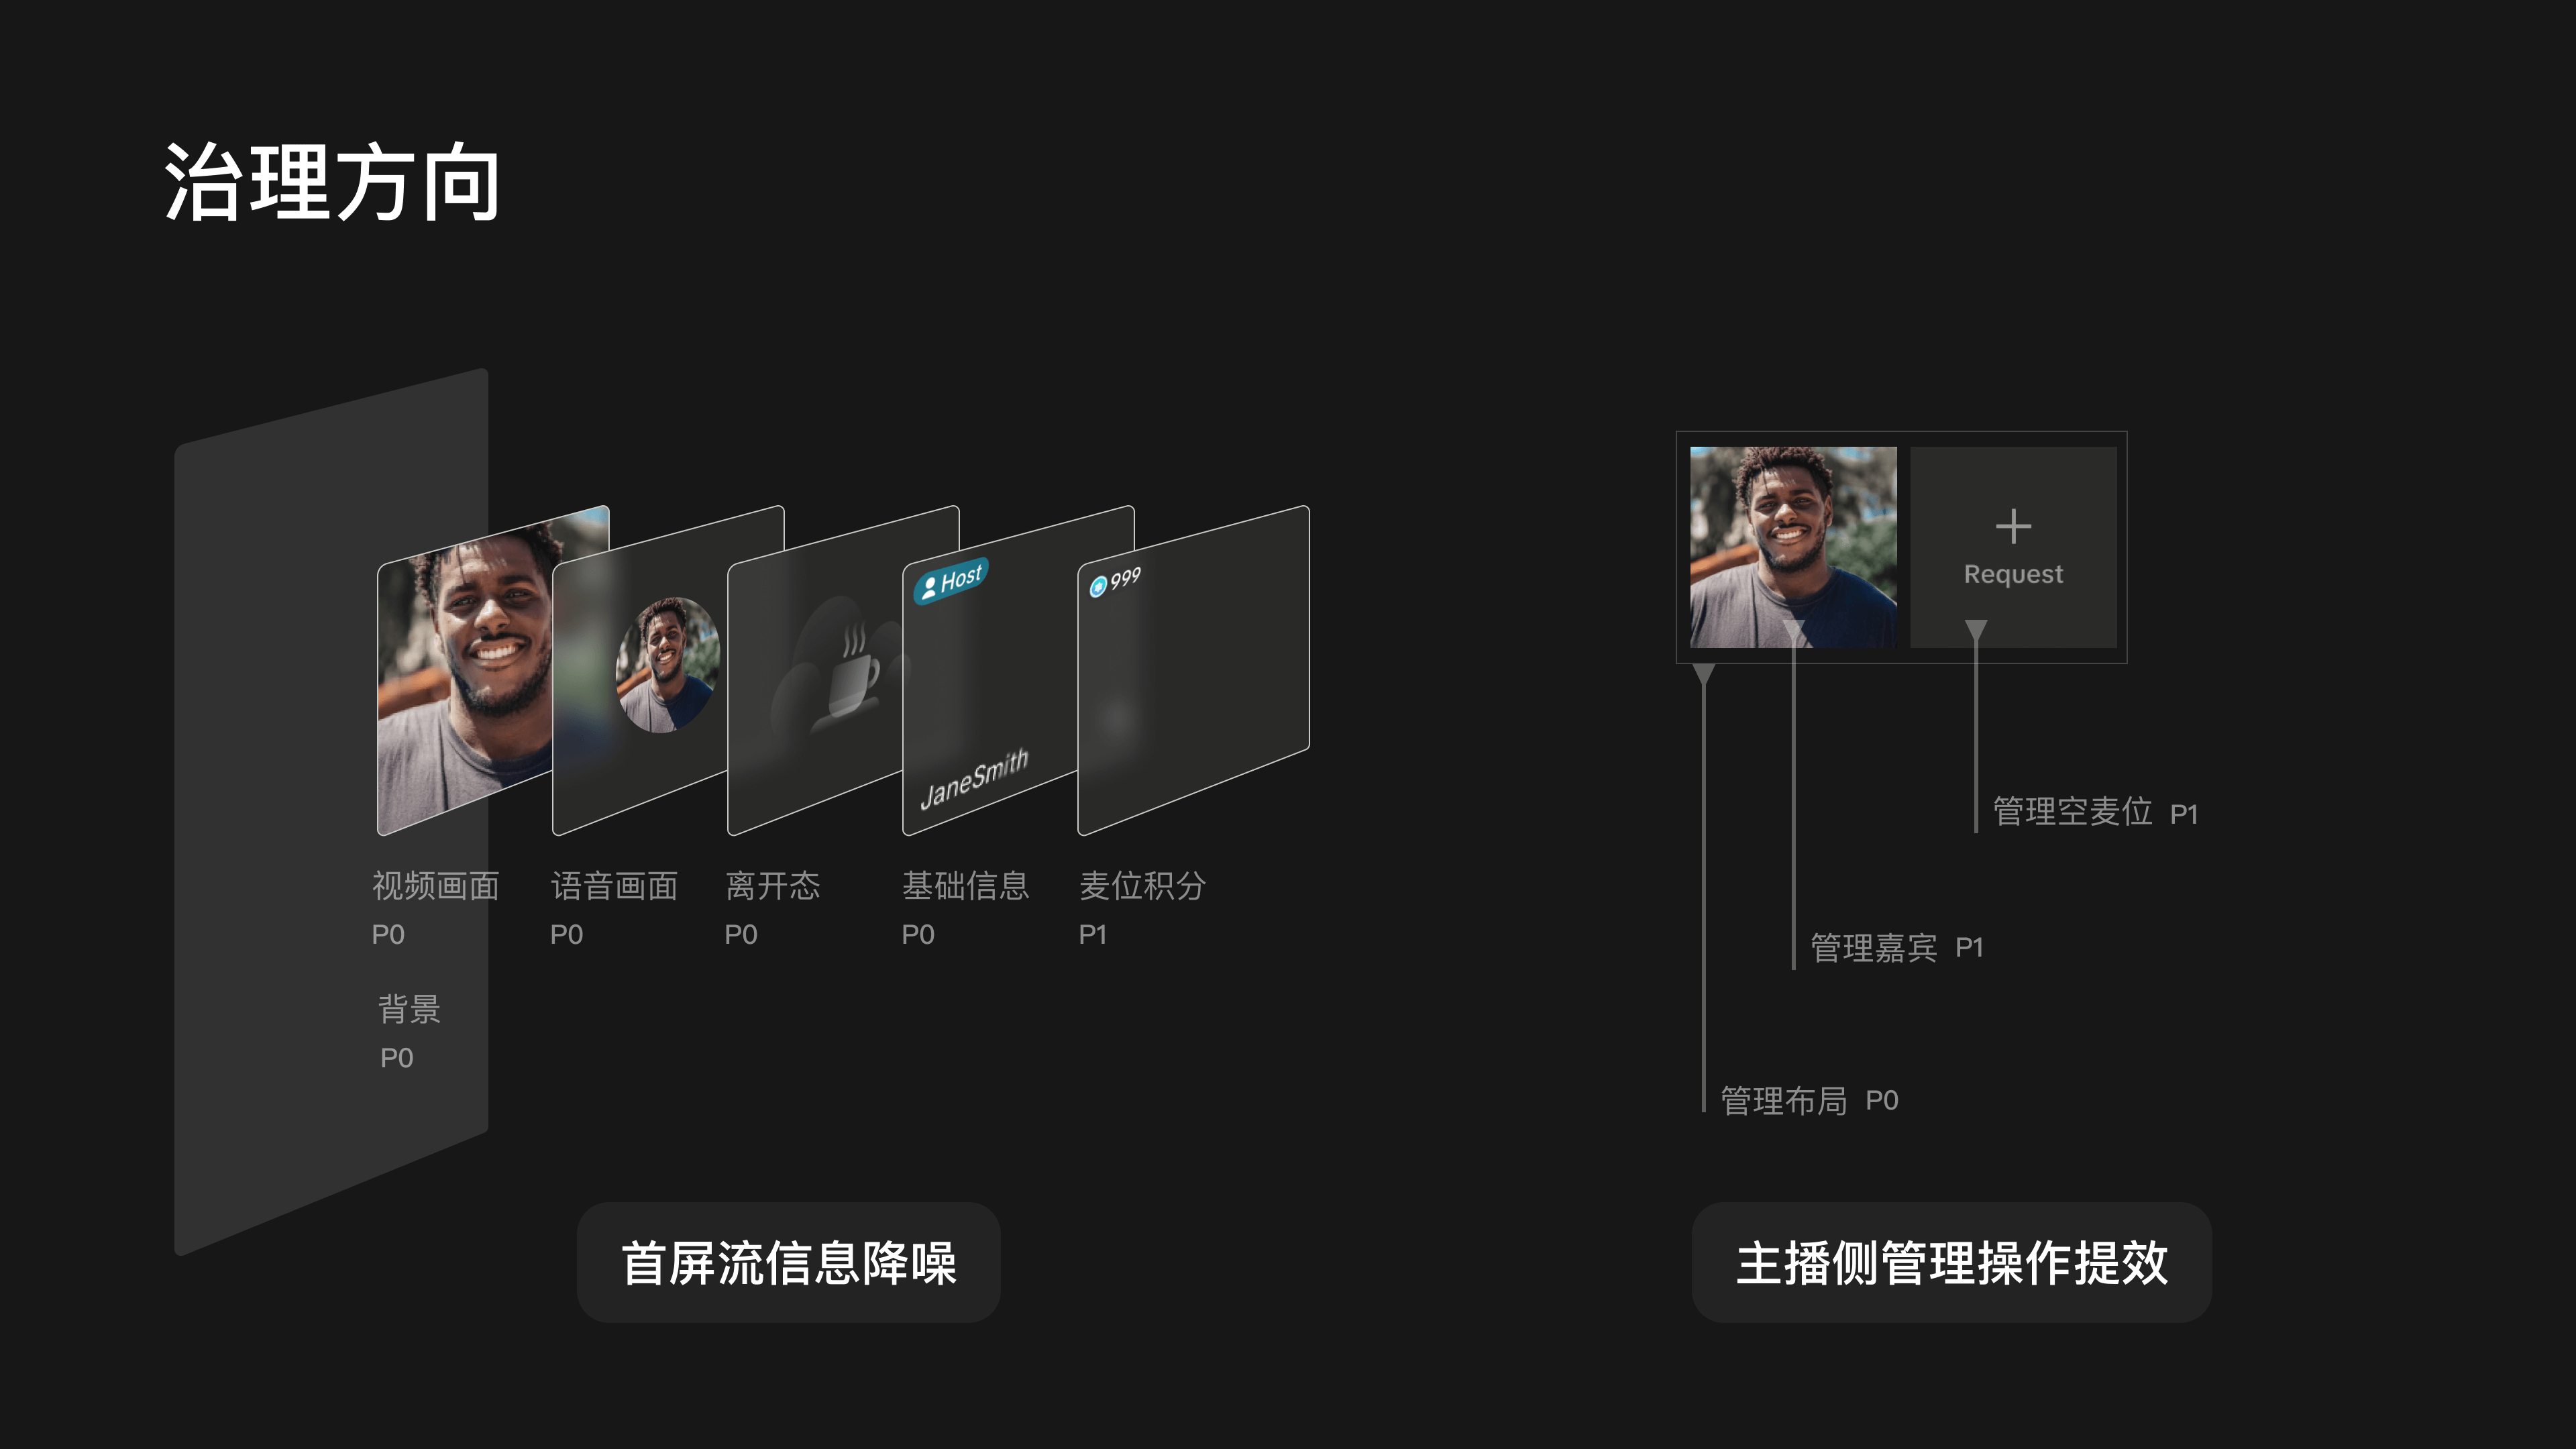 治理方向
Host
JaneSmith
999
视频画面
P0
语音画面
P0
离开态
P0
基础信息
P0
麦位积分
P1
背景
P0
首屏流信息降噪
Request
管理空麦位 P1
管理嘉宾 P1
管理布局 P0
主播侧管理操作提效